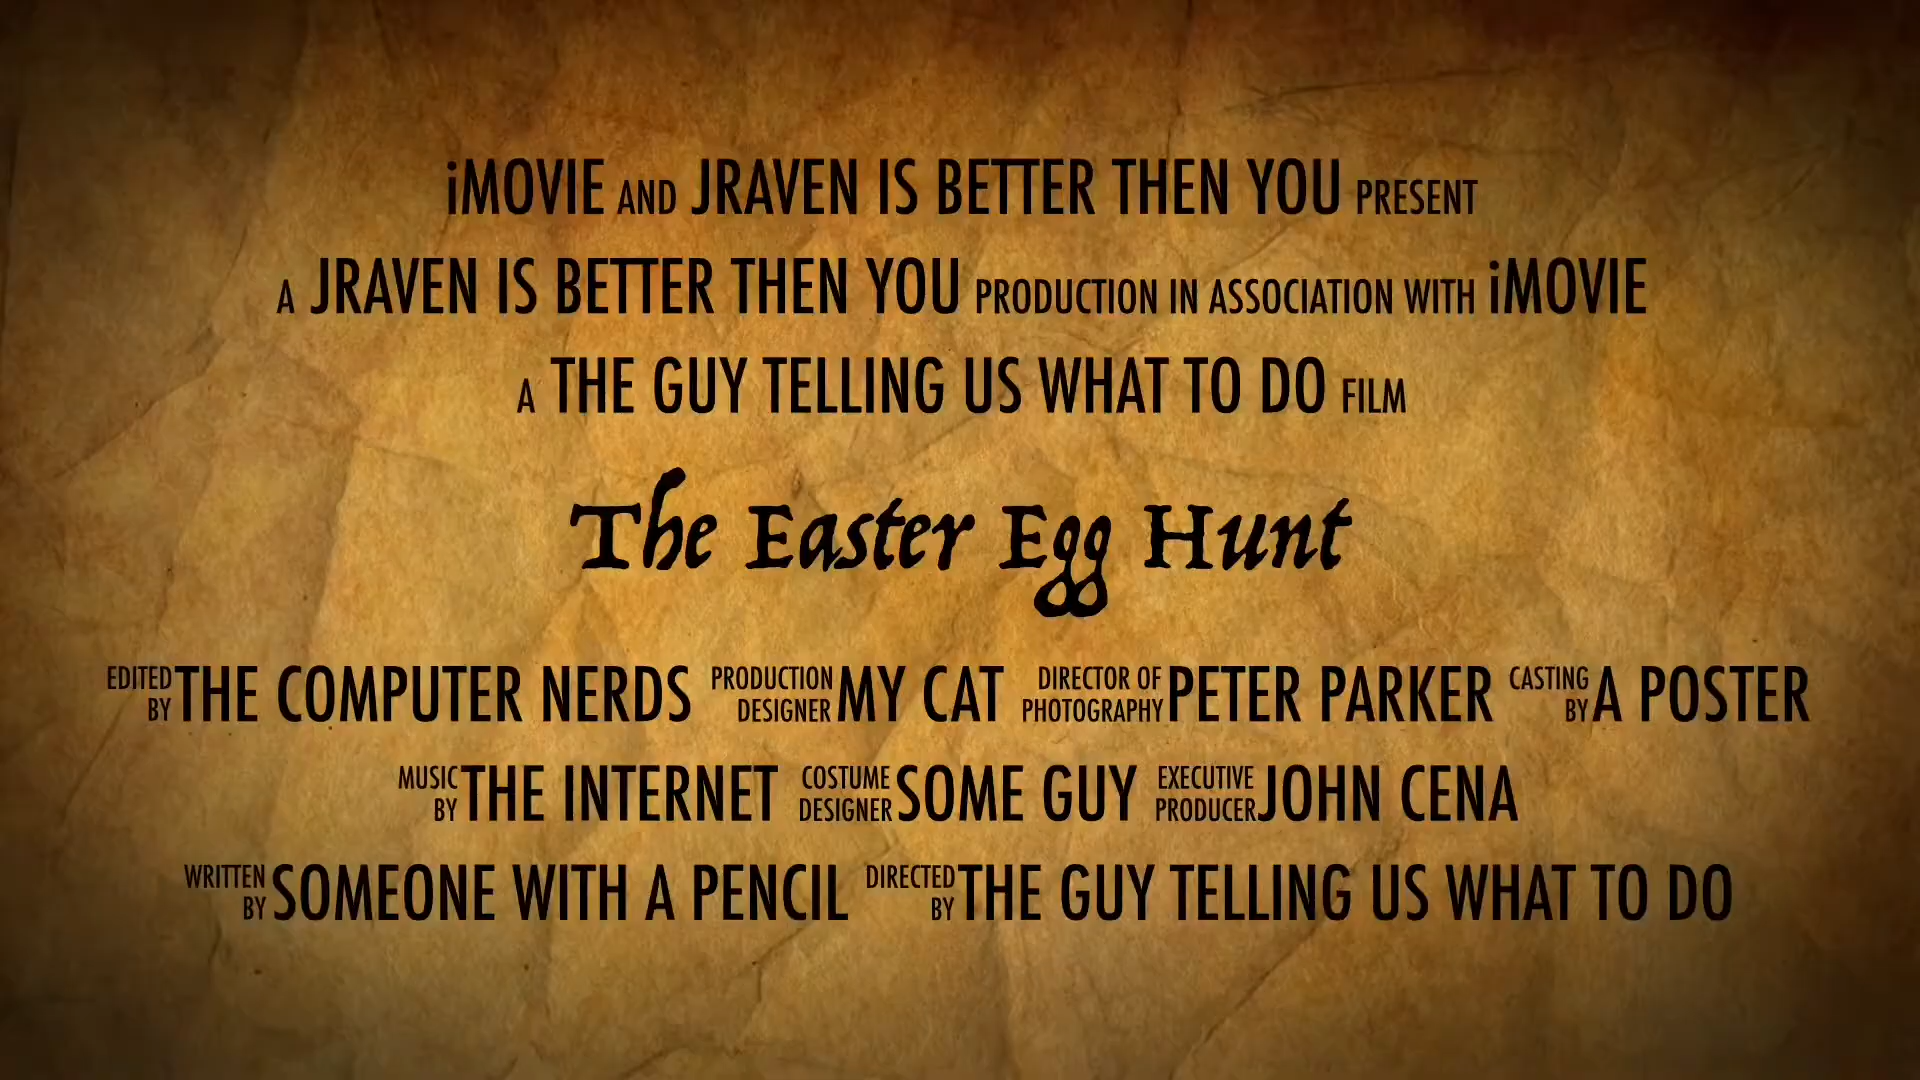 iMOVIE AND JRAVEN IS BETTER THEN YOU PRESENT
A JRAVEN IS BETTER THEN YOU PRODUCTION IN ASSOCIATION WITH iMOVIE
A THE GUY TELLING US WHAT TO DO FILM
The Easter Egg Hunt
EDITED BY THE COMPUTER NERDS PRODUCTION DESIGNER MY CAT DIRECTOR OF PHOTOGRAPHY PETER PARKER CASTING BY A POSTER
MUSIC BY THE INTERNET COSTUME DESIGNER SOME GUY EXECUTIVE PRODUCER JOHN CENA
WRITTEN BY SOMEONE WITH A PENCIL DIRECTED BY THE GUY TELLING US WHAT TO DO